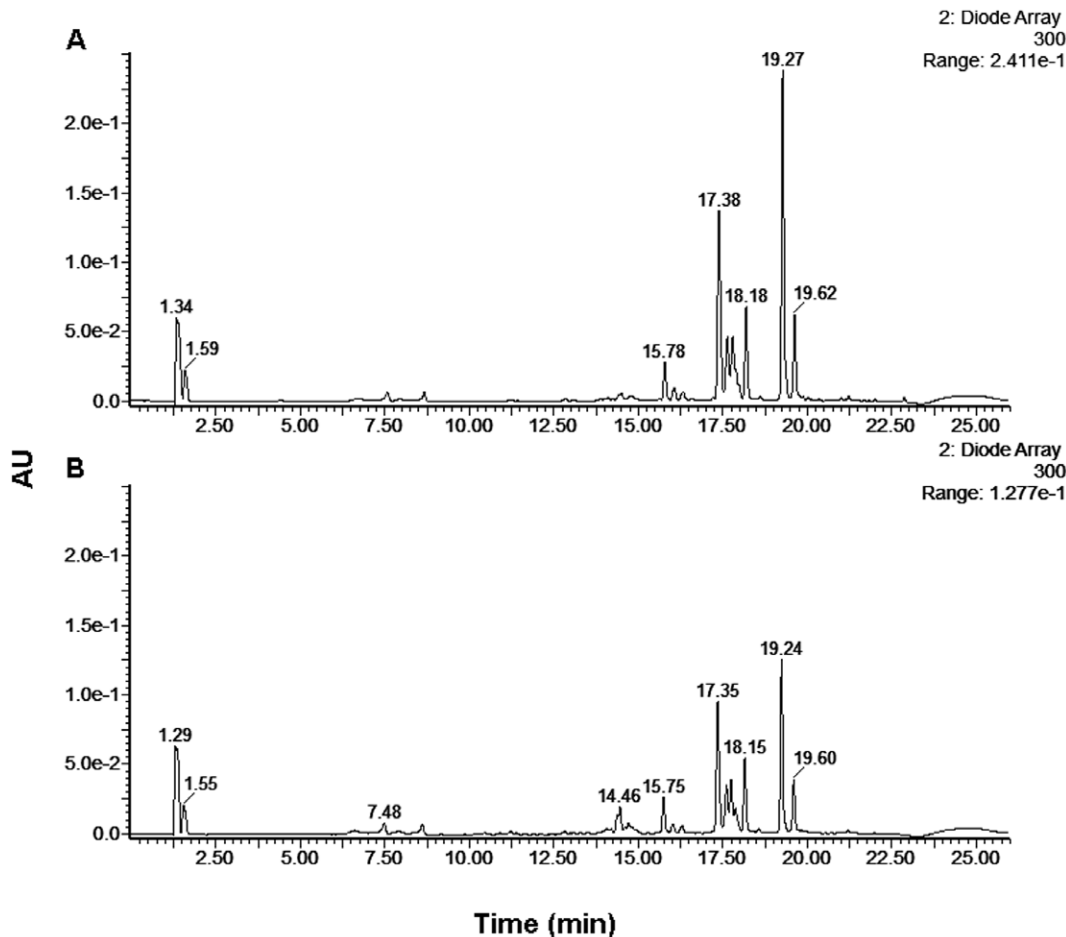 A
2: Diode Array
300
Range: 2.411e-1
19.27
2.0e-1
1.5e-1
17.38
1.0e-1
1.34
18.18
19.62
5.0e-2
1.59
15.78
0.0
2.50 5.00 7.50 10.00 12.50 15.00 17.50 20.00 22.50 25.00
AU
B
2: Diode Array
300
Range: 1.277e-1
2.0e-1
1.5e-1
19.24
17.35
1.0e-1
1.29
18.15
19.60
5.0e-2
1.55
14.46
15.75
7.48
0.0
2.50 5.00 7.50 10.00 12.50 15.00 17.50 20.00 22.50 25.00
Time (min)